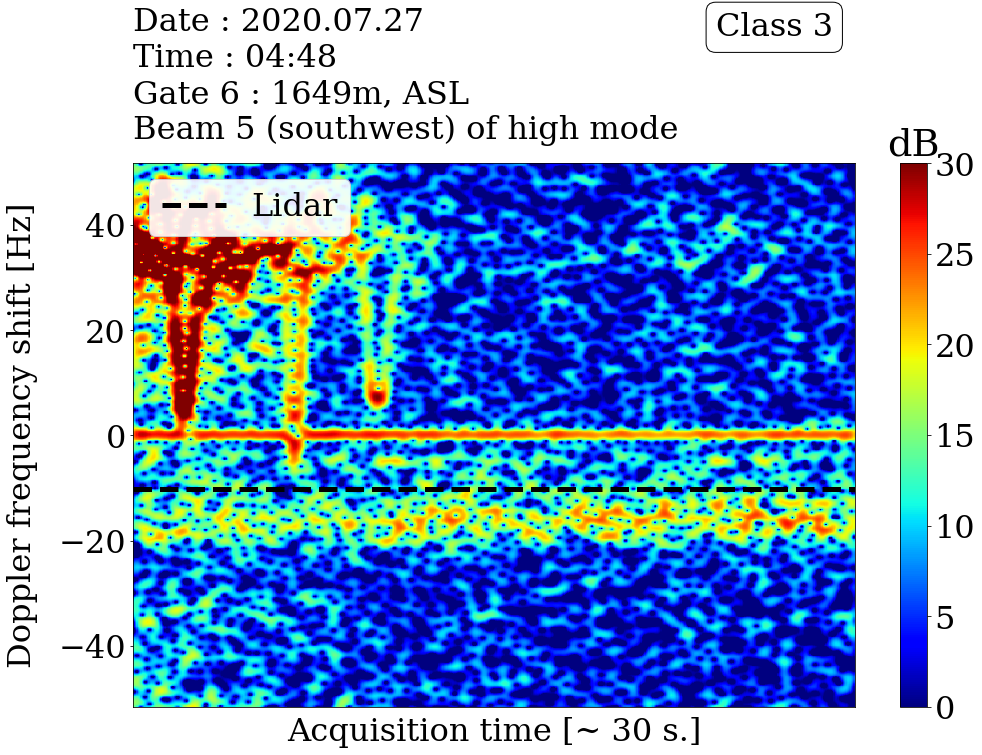 Date : 2020.07.27
Time : 04:48
Gate 6 : 1649m, ASL
Beam 5 (southwest) of high mode
Class 3
dB
Lidar
Doppler frequency shift [Hz]
40
20
0
−20
−40
Acquisition time [~ 30 s.]
30
25
20
15
10
5
0